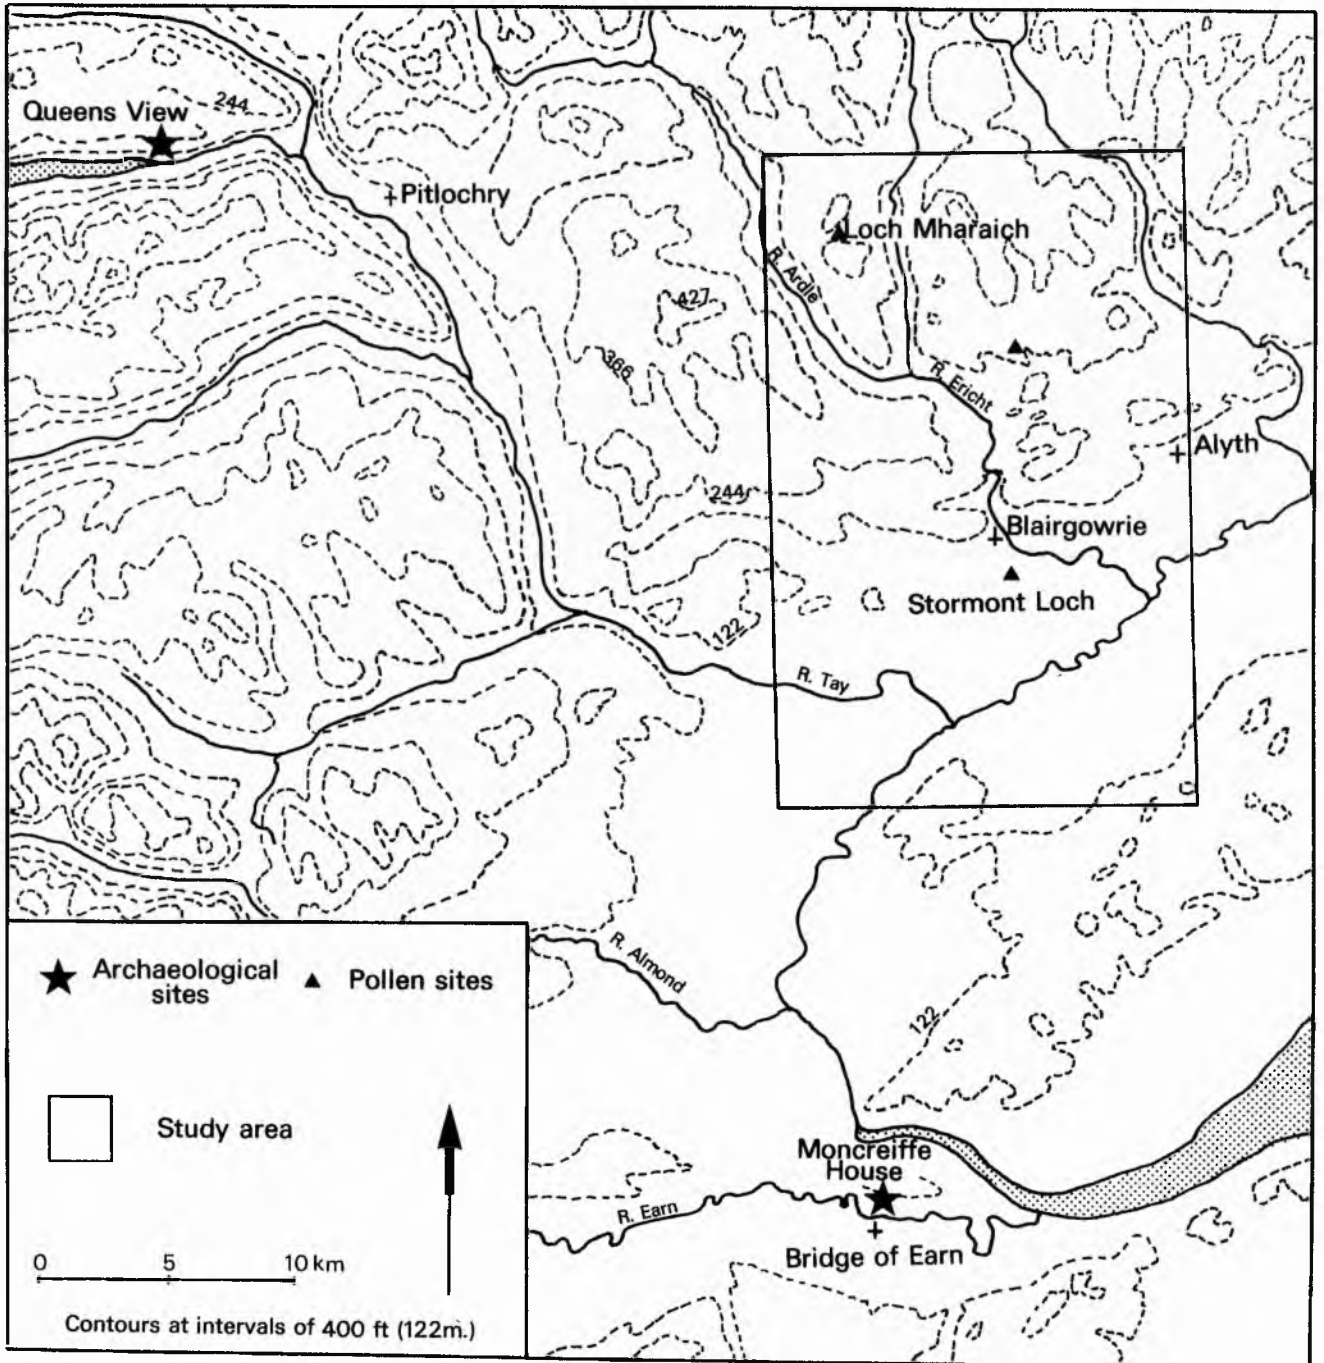 Queens View
244
Pitlochry
Loch Mharaich
R. Ardle
427
366
R. Ericht
Alyth
244
Blairgowrie
Stormont Loch
122
R. Tay
R. Almond
122
Moncreiffe
House
R. Earn
Bridge of Earn
Archaeological
sites
Pollen sites
Study area
0 5 10 km
Contours at intervals of 400 ft (122m.)